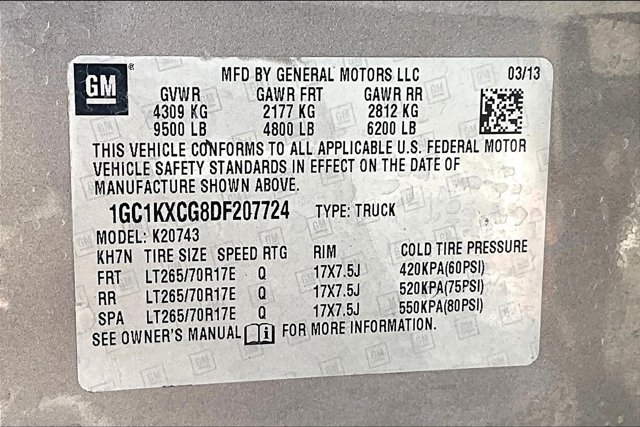 GM ® MFD BY GENERAL MOTORS LLC 03/13
GVWR GAWR FRT GAWR RR
4309 KG 2177 KG 2812 KG
9500 LB 4800 LB 6200 LB
THIS VEHICLE CONFORMS TO ALL APPLICABLE U.S. FEDERAL MOTOR
VEHICLE SAFETY STANDARDS IN EFFECT ON THE DATE OF
MANUFACTURE SHOWN ABOVE.
1GC1KXCG8DF207724 TYPE: TRUCK
MODEL: K20743
KH7N TIRE SIZE SPEED RTG RIM COLD TIRE PRESSURE
FRT LT265/70R17E Q 17X7.5J 420KPA(60PSI)
RR LT265/70R17E Q 17X7.5J 520KPA(75PSI)
SPA LT265/70R17E Q 17X7.5J 550KPA(80PSI)
SEE OWNER'S MANUAL FOR MORE INFORMATION.